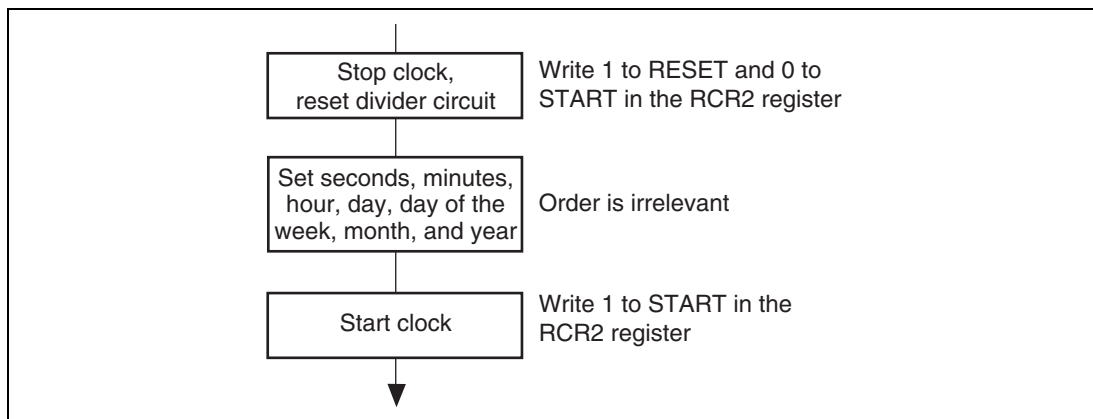 Stop clock,
reset divider circuit
Write 1 to RESET and 0 to
START in the RCR2 register
Set seconds, minutes,
hour, day, day of the
week, month, and year
Order is irrelevant
Start clock
Write 1 to START in the
RCR2 register